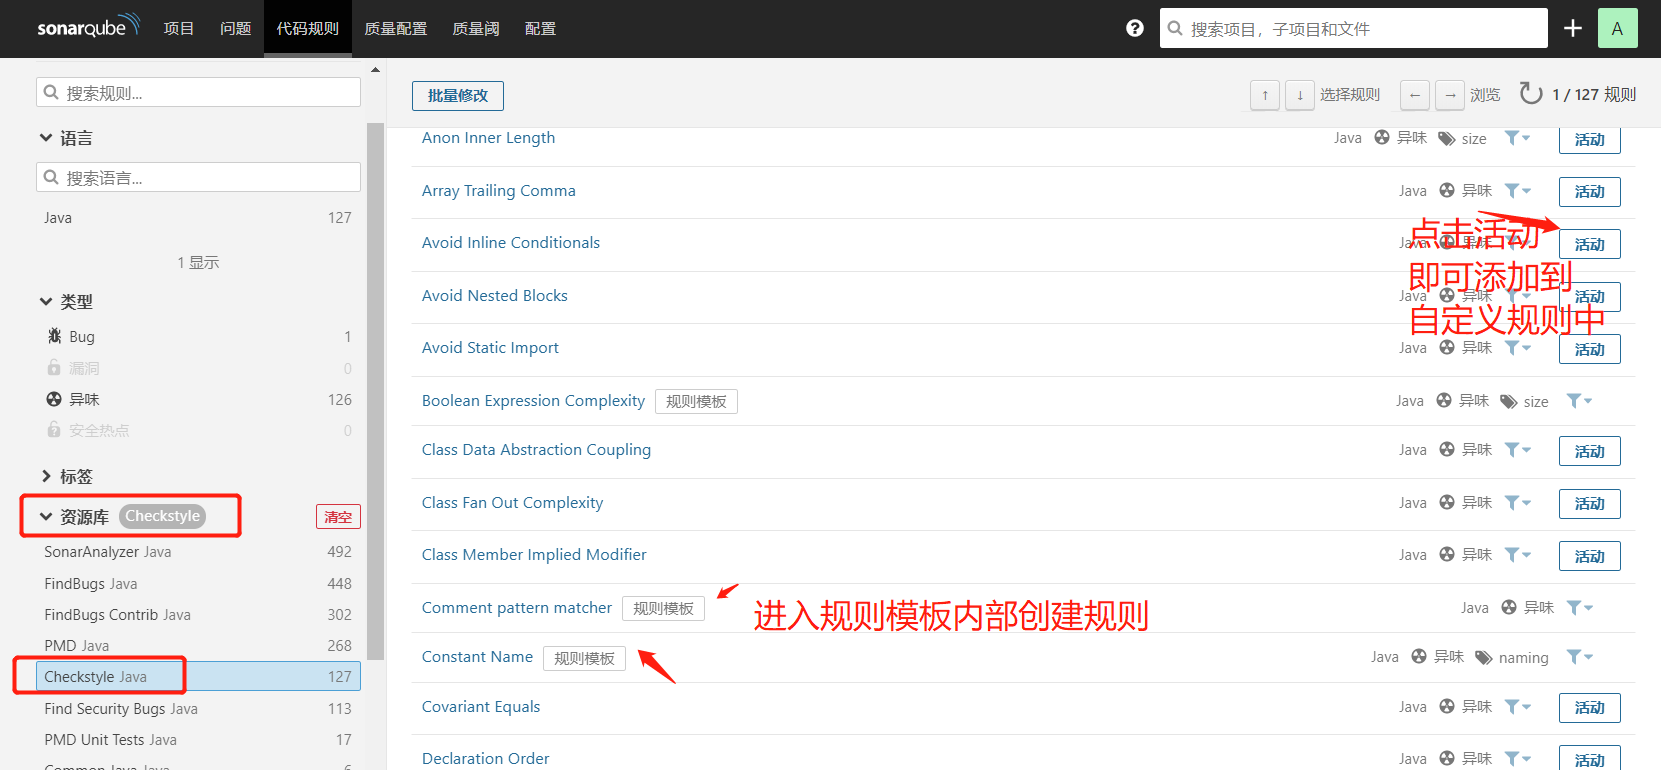 sonarqube 项目 问题 代码规则 质量配置 质量阈 配置 搜索项目，子项目和文件 A
搜索规则...
语言
搜索语言...
Java 127
1 显示
类型
Bug 1
漏洞 0
异味 126
安全热点 0
标签
资源库 Checkstyle 清空
SonarAnalyzer Java 492
FindBugs Java 448
FindBugs Contrib Java 302
PMD Java 268
Checkstyle Java 127
Find Security Bugs Java 113
PMD Unit Tests Java 17
Common Java Java 6
批量修改 ↑ ↓ 选择规则 ← → 浏览 1 / 127 规则
Anon Inner Length Java 异味 size 活动
Array Trailing Comma Java 异味 活动
Avoid Inline Conditionals Java 异味 活动
Avoid Nested Blocks Java 异味 活动
Avoid Static Import Java 异味 活动
点击活动
即可添加到
自定义规则中
Boolean Expression Complexity 规则模板 Java 异味 size
Class Data Abstraction Coupling Java 异味 活动
Class Fan Out Complexity Java 异味 活动
Class Member Implied Modifier Java 异味 活动
Comment pattern matcher 规则模板 Java 异味
进入规则模板内部创建规则
Constant Name 规则模板 Java 异味 naming
Covariant Equals Java 异味 活动
Declaration Order Java 异味 活动